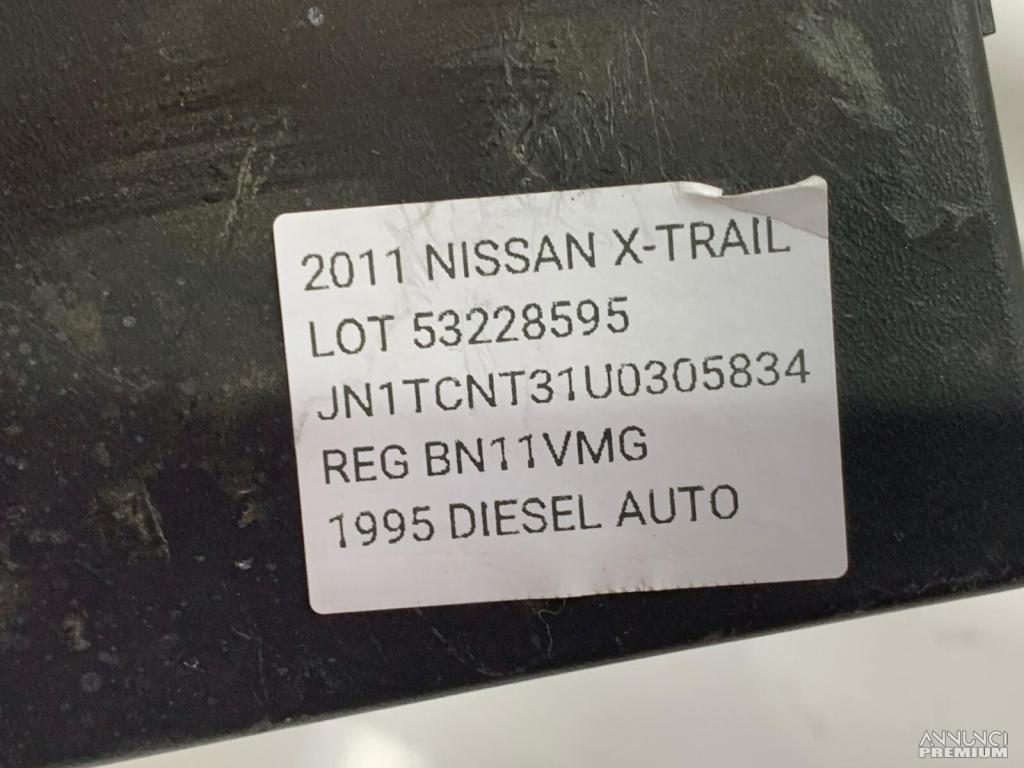 2011 NISSAN X-TRAIL
LOT 53228595
JN1TCNT31U0305834
REG BN11VMG
1995 DIESEL AUTO
ANNUNCI
PREMIUM